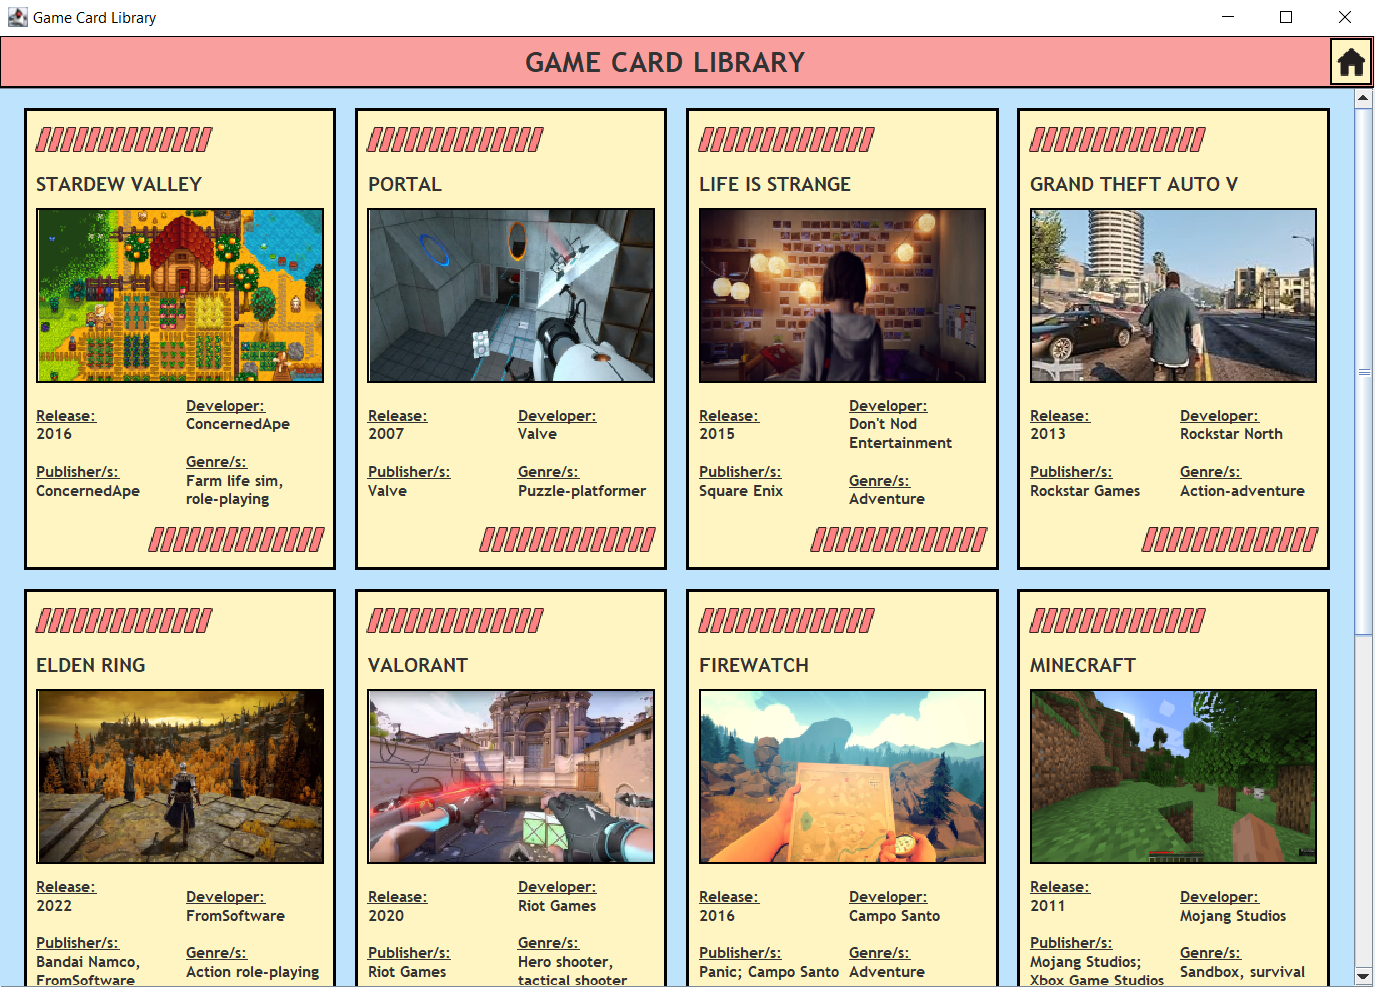 Game Card Library
GAME CARD LIBRARY
STARDEW VALLEY
Release:
2016
Developer:
ConcernedApe
Publisher/s:
ConcernedApe
Genre/s:
Farm life sim,
role-playing
PORTAL
Release:
2007
Developer:
Valve
Publisher/s:
Valve
Genre/s:
Puzzle-platformer
LIFE IS STRANGE
Release:
2015
Developer:
Don't Nod
Entertainment
Publisher/s:
Square Enix
Genre/s:
Adventure
GRAND THEFT AUTO V
Release:
2013
Developer:
Rockstar North
Publisher/s:
Rockstar Games
Genre/s:
Action-adventure
ELDEN RING
Release:
2022
Developer:
FromSoftware
Publisher/s:
Bandai Namco,
FromSoftware
Genre/s:
Action role-playing
VALORANT
Release:
2020
Developer:
Riot Games
Publisher/s:
Riot Games
Genre/s:
Hero shooter,
tactical shooter
FIREWATCH
Release:
2016
Developer:
Campo Santo
Publisher/s:
Panic; Campo Santo
Genre/s:
Adventure
MINECRAFT
Release:
2011
Developer:
Mojang Studios
Publisher/s:
Mojang Studios;
Xbox Game Studios
Genre/s:
Sandbox, survival